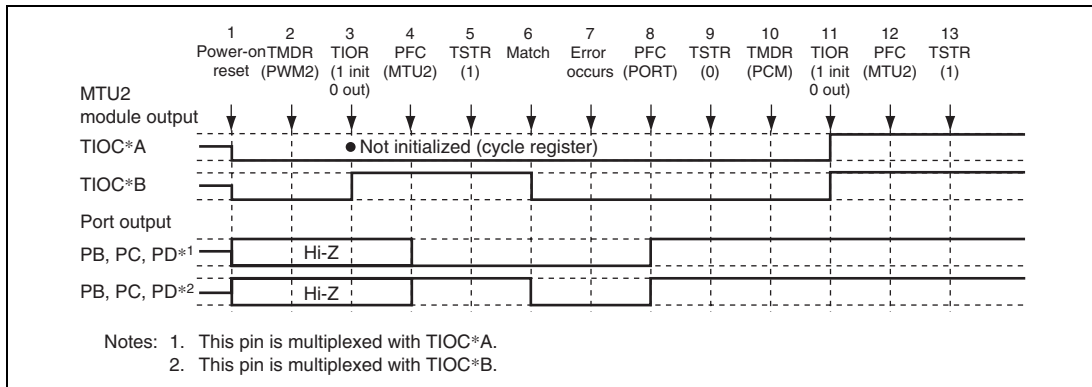 1 2 3 4 5 6 7 8 9 10 11 12 13
Power-on TMDR TIOR PFC TSTR Match Error PFC TSTR TMDR TIOR PFC TSTR
reset (PWM2) (1 init (MTU2) (1) occurs (PORT) (0) (PCM) (1 init (MTU2) (1)
0 out) 0 out)
MTU2
module output
TIOC*A
● Not initialized (cycle register)
TIOC*B
Port output
PB, PC, PD*1 Hi-Z
PB, PC, PD*2 Hi-Z
Notes: 1. This pin is multiplexed with TIOC*A.
2. This pin is multiplexed with TIOC*B.